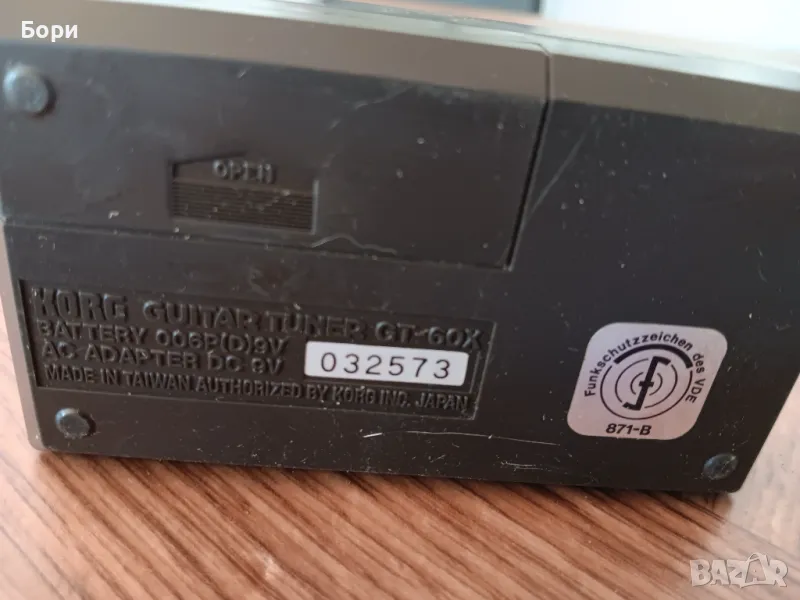 Бори
OPEN
KORG GUITAR TUNER GT-60X
BATTERY 006P(D)9V
AC ADAPTER DC 9V
032573
MADE IN TAIWAN AUTHORIZED BY KORG INC. JAPAN
Funkschutzzeichen des VDE
871-B
BAZAR